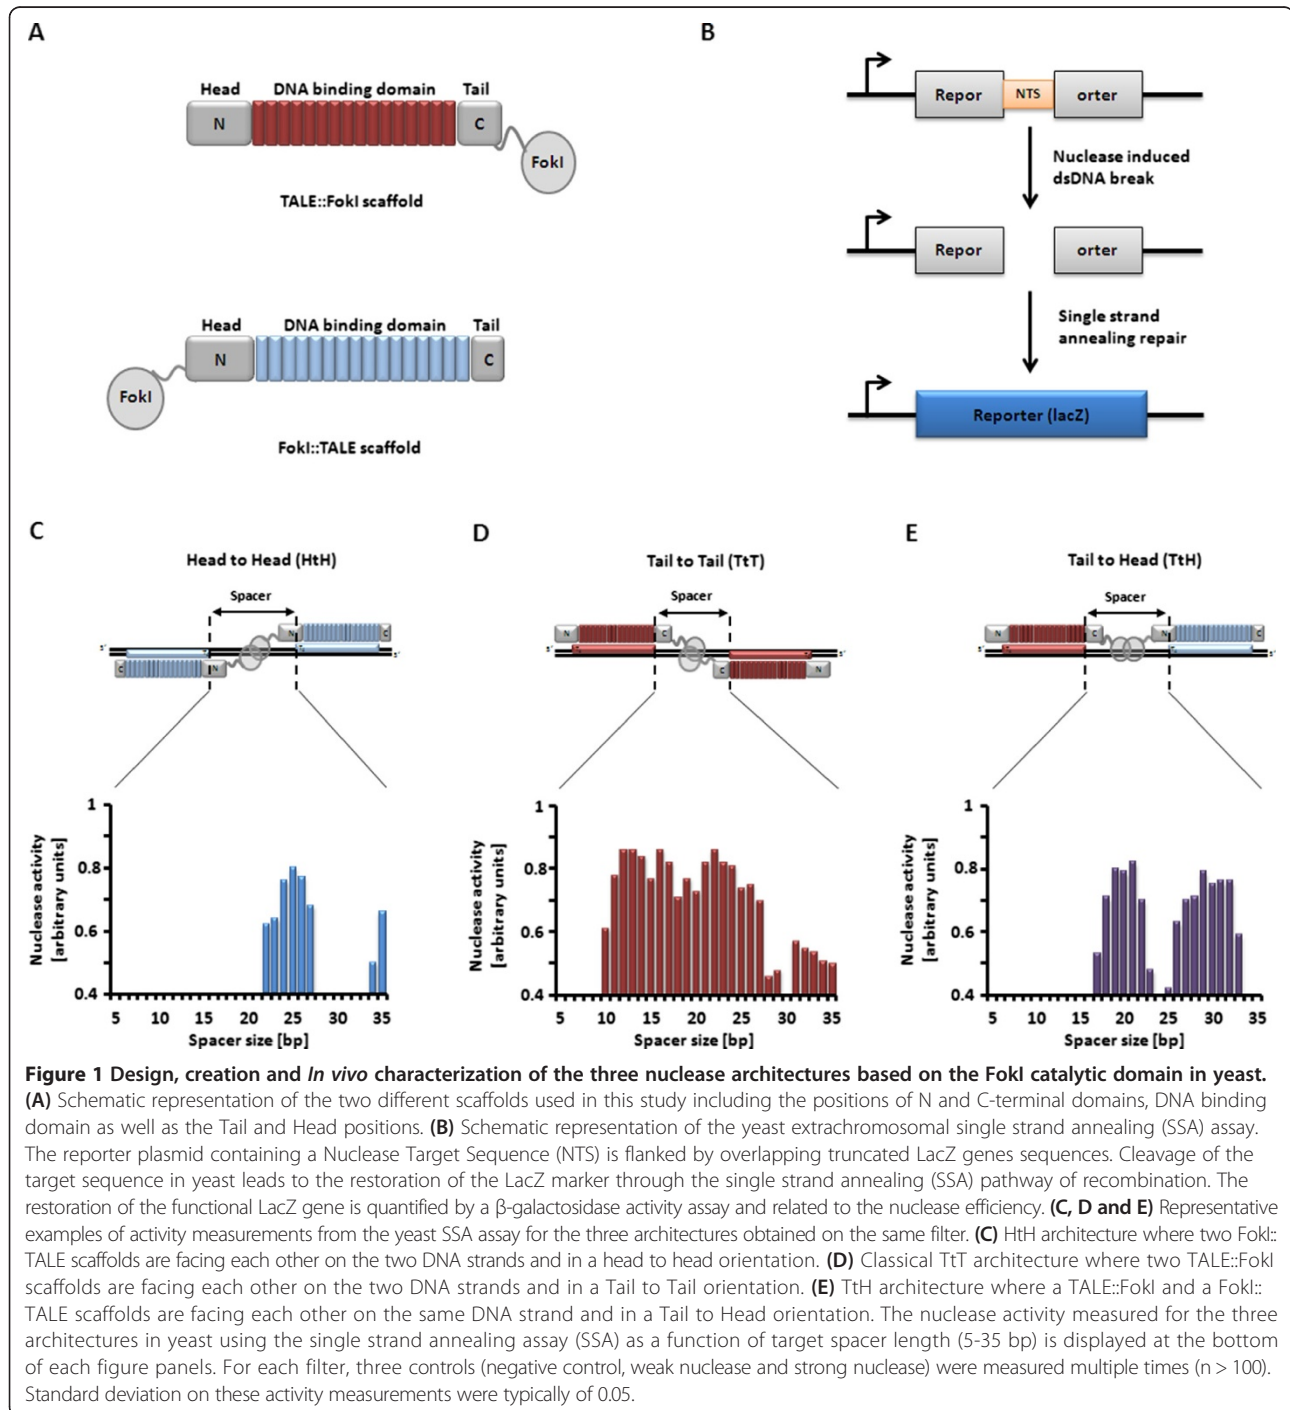 A
Head DNA binding domain Tail
N C
FokI
TALE::FokI scaffold
Head DNA binding domain Tail
N C
FokI
FokI::TALE scaffold
B
Repor NTS orter
Nuclease induced
dsDNA break
Repor orter
Single strand
annealing repair
Reporter (lacZ)
C
Head to Head (HtH)
Spacer
N C
5'
5'
C N
Nuclease activity
[arbitrary units]
1
0.8
0.6
0.4
5 10 15 20 25 30 35
Spacer size [bp]
D
Tail to Tail (TtT)
Spacer
N C
5'
5'
C N
Nuclease activity
[arbitrary units]
1
0.8
0.6
0.4
5 10 15 20 25 30 35
Spacer size [bp]
E
Tail to Head (TtH)
Spacer
N C N C
5'
5'
Nuclease activity
[arbitrary units]
1
0.8
0.6
0.4
5 10 15 20 25 30 35
Spacer size [bp]
Figure 1 Design, creation and In vivo characterization of the three nuclease architectures based on the FokI catalytic domain in yeast.
(A) Schematic representation of the two different scaffolds used in this study including the positions of N and C-terminal domains, DNA binding
domain as well as the Tail and Head positions. (B) Schematic representation of the yeast extrachromosomal single strand annealing (SSA) assay.
The reporter plasmid containing a Nuclease Target Sequence (NTS) is flanked by overlapping truncated LacZ genes sequences. Cleavage of the
target sequence in yeast leads to the restoration of the LacZ marker through the single strand annealing (SSA) pathway of recombination. The
restoration of the functional LacZ gene is quantified by a β-galactosidase activity assay and related to the nuclease efficiency. (C, D and E) Representative
examples of activity measurements from the yeast SSA assay for the three architectures obtained on the same filter. (C) HtH architecture where two FokI::
TALE scaffolds are facing each other on the two DNA strands and in a head to head orientation. (D) Classical TtT architecture where two TALE::FokI
scaffolds are facing each other on the two DNA strands and in a Tail to Tail orientation. (E) TtH architecture where a TALE::FokI and a FokI::
TALE scaffolds are facing each other on the same DNA strand and in a Tail to Head orientation. The nuclease activity measured for the three
architectures in yeast using the single strand annealing assay (SSA) as a function of target spacer length (5-35 bp) is displayed at the bottom
of each figure panels. For each filter, three controls (negative control, weak nuclease and strong nuclease) were measured multiple times (n > 100).
Standard deviation on these activity measurements were typically of 0.05.